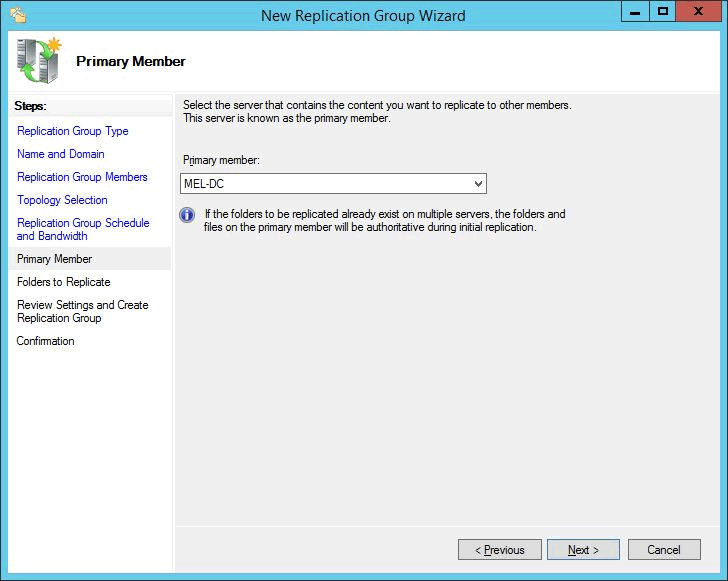 New Replication Group Wizard
Primary Member
Steps:
Replication Group Type
Name and Domain
Replication Group Members
Topology Selection
Replication Group Schedule
and Bandwidth
Primary Member
Folders to Replicate
Review Settings and Create
Replication Group
Confirmation
Select the server that contains the content you want to replicate to other members.
This server is known as the primary member.
Primary member:
MEL-DC
If the folders to be replicated already exist on multiple servers, the folders and
files on the primary member will be authoritative during initial replication.
< Previous
Next >
Cancel